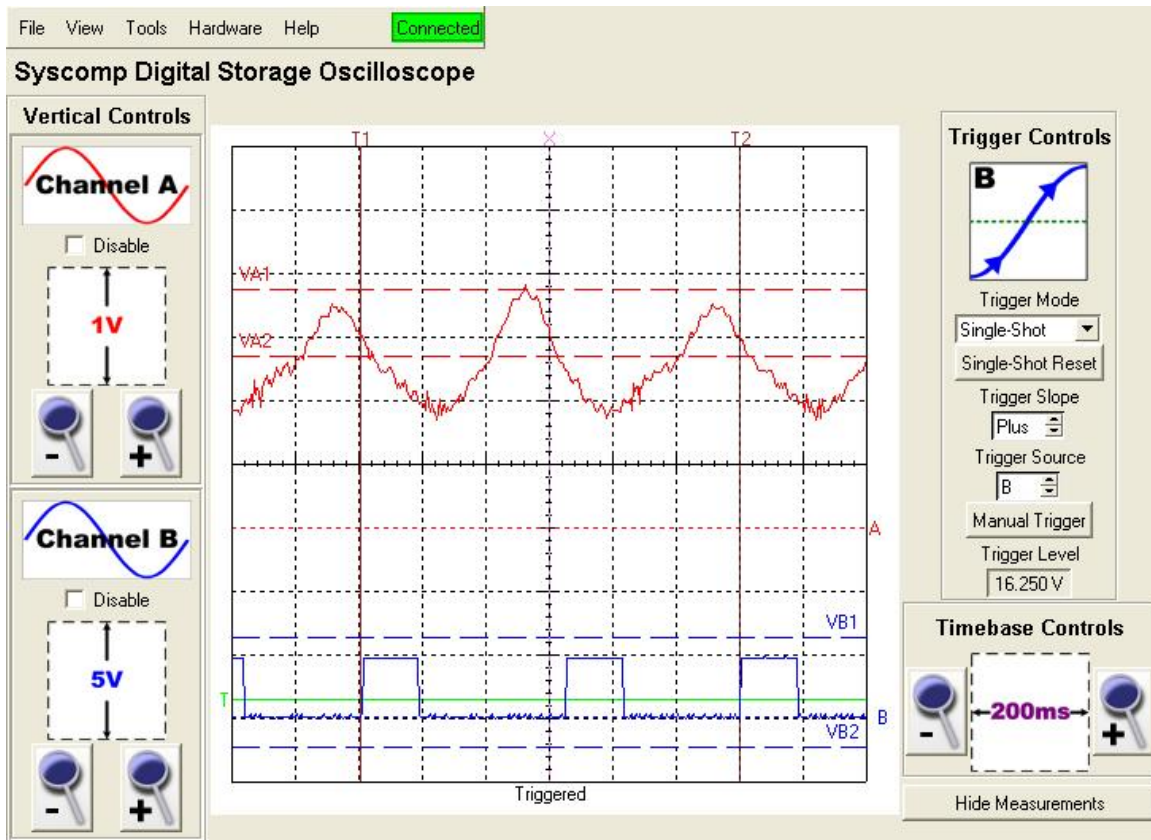 File View Tools Hardware Help Connected
Syscomp Digital Storage Oscilloscope
Vertical Controls
Channel A
Disable
1V
-
+
Channel B
Disable
5V
-
+
T1 X T2
VA1
VA2
A
VB1
T
B
VB2
Triggered
Trigger Controls
B
Trigger Mode
Single-Shot
Single-Shot Reset
Trigger Slope
Plus
Trigger Source
B
Manual Trigger
Trigger Level
16.250 V
Timebase Controls
-
200ms
+
Hide Measurements